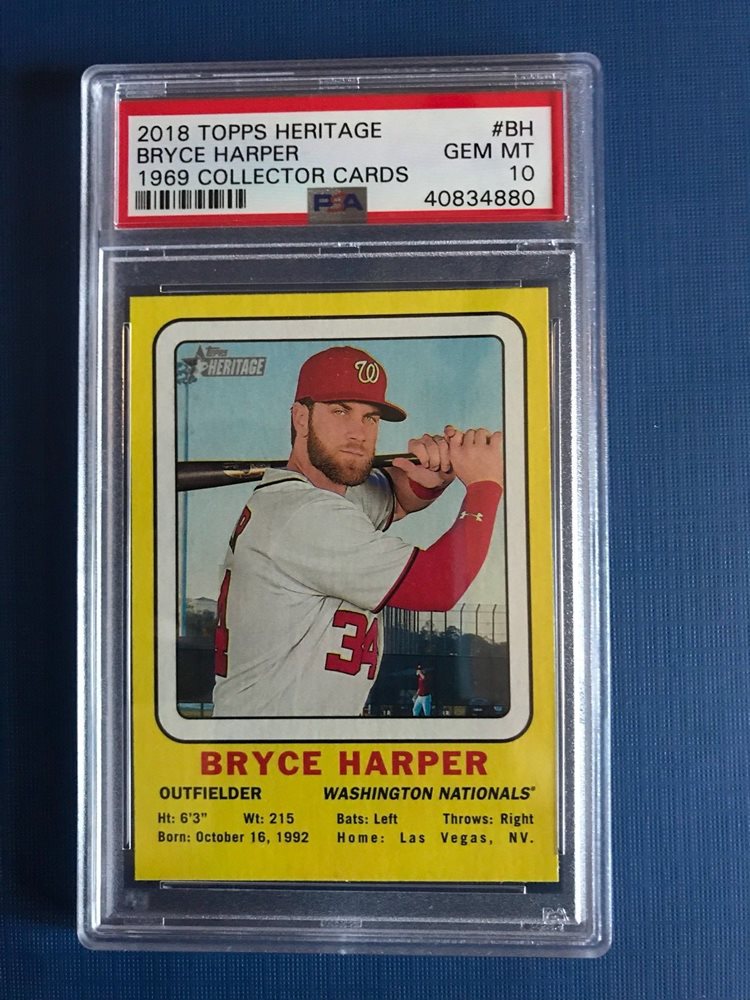 2018 TOPPS HERITAGE #BH
BRYCE HARPER GEM MT
1969 COLLECTOR CARDS 10
PSA 40834880
TOPPS
HERITAGE
W
34
BRYCE HARPER
OUTFIELDER WASHINGTON NATIONALS®
Ht: 6'3" Wt: 215 Bats: Left Throws: Right
Born: October 16, 1992 Home: Las Vegas, NV.